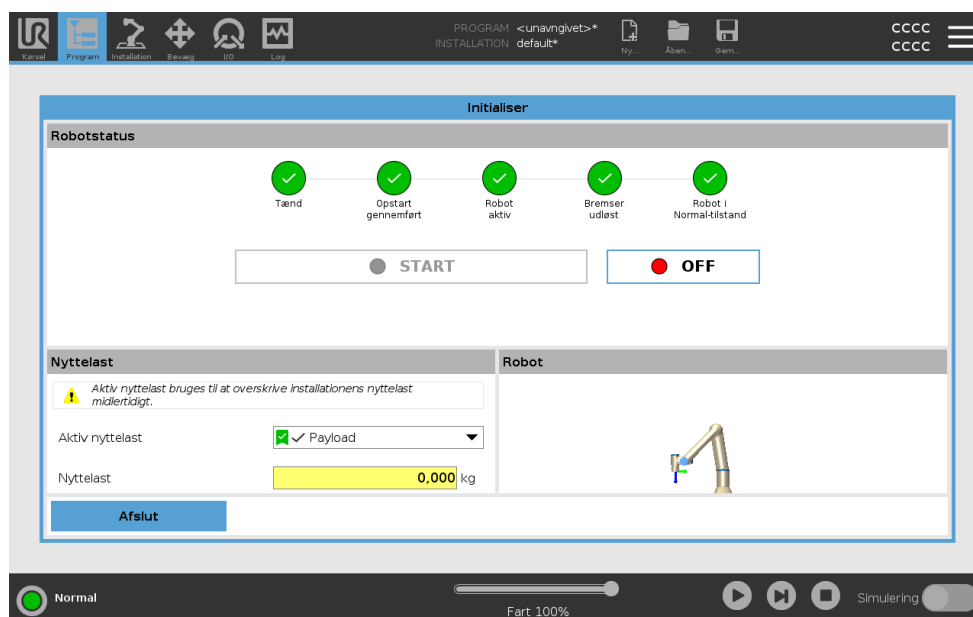 PROGRAM <unavngivet>*
INSTALLATION default*
UR
Kørsel Program Installation Bevæg I/O Log
Ny... Åben... Gem...
cccc
cccc
Initialiser
Robotstatus
Tænd
Opstart gennemført
Robot aktiv
Bremser udløst
Robot i Normal-tilstand
START
OFF
Nyttelast
Aktiv nyttelast bruges til at overskrive installationens nyttelast
midlertidigt.
Aktiv nyttelast
Payload
Nyttelast
0,000 kg
Robot
Afslut
Normal
Fart 100%
Simulering